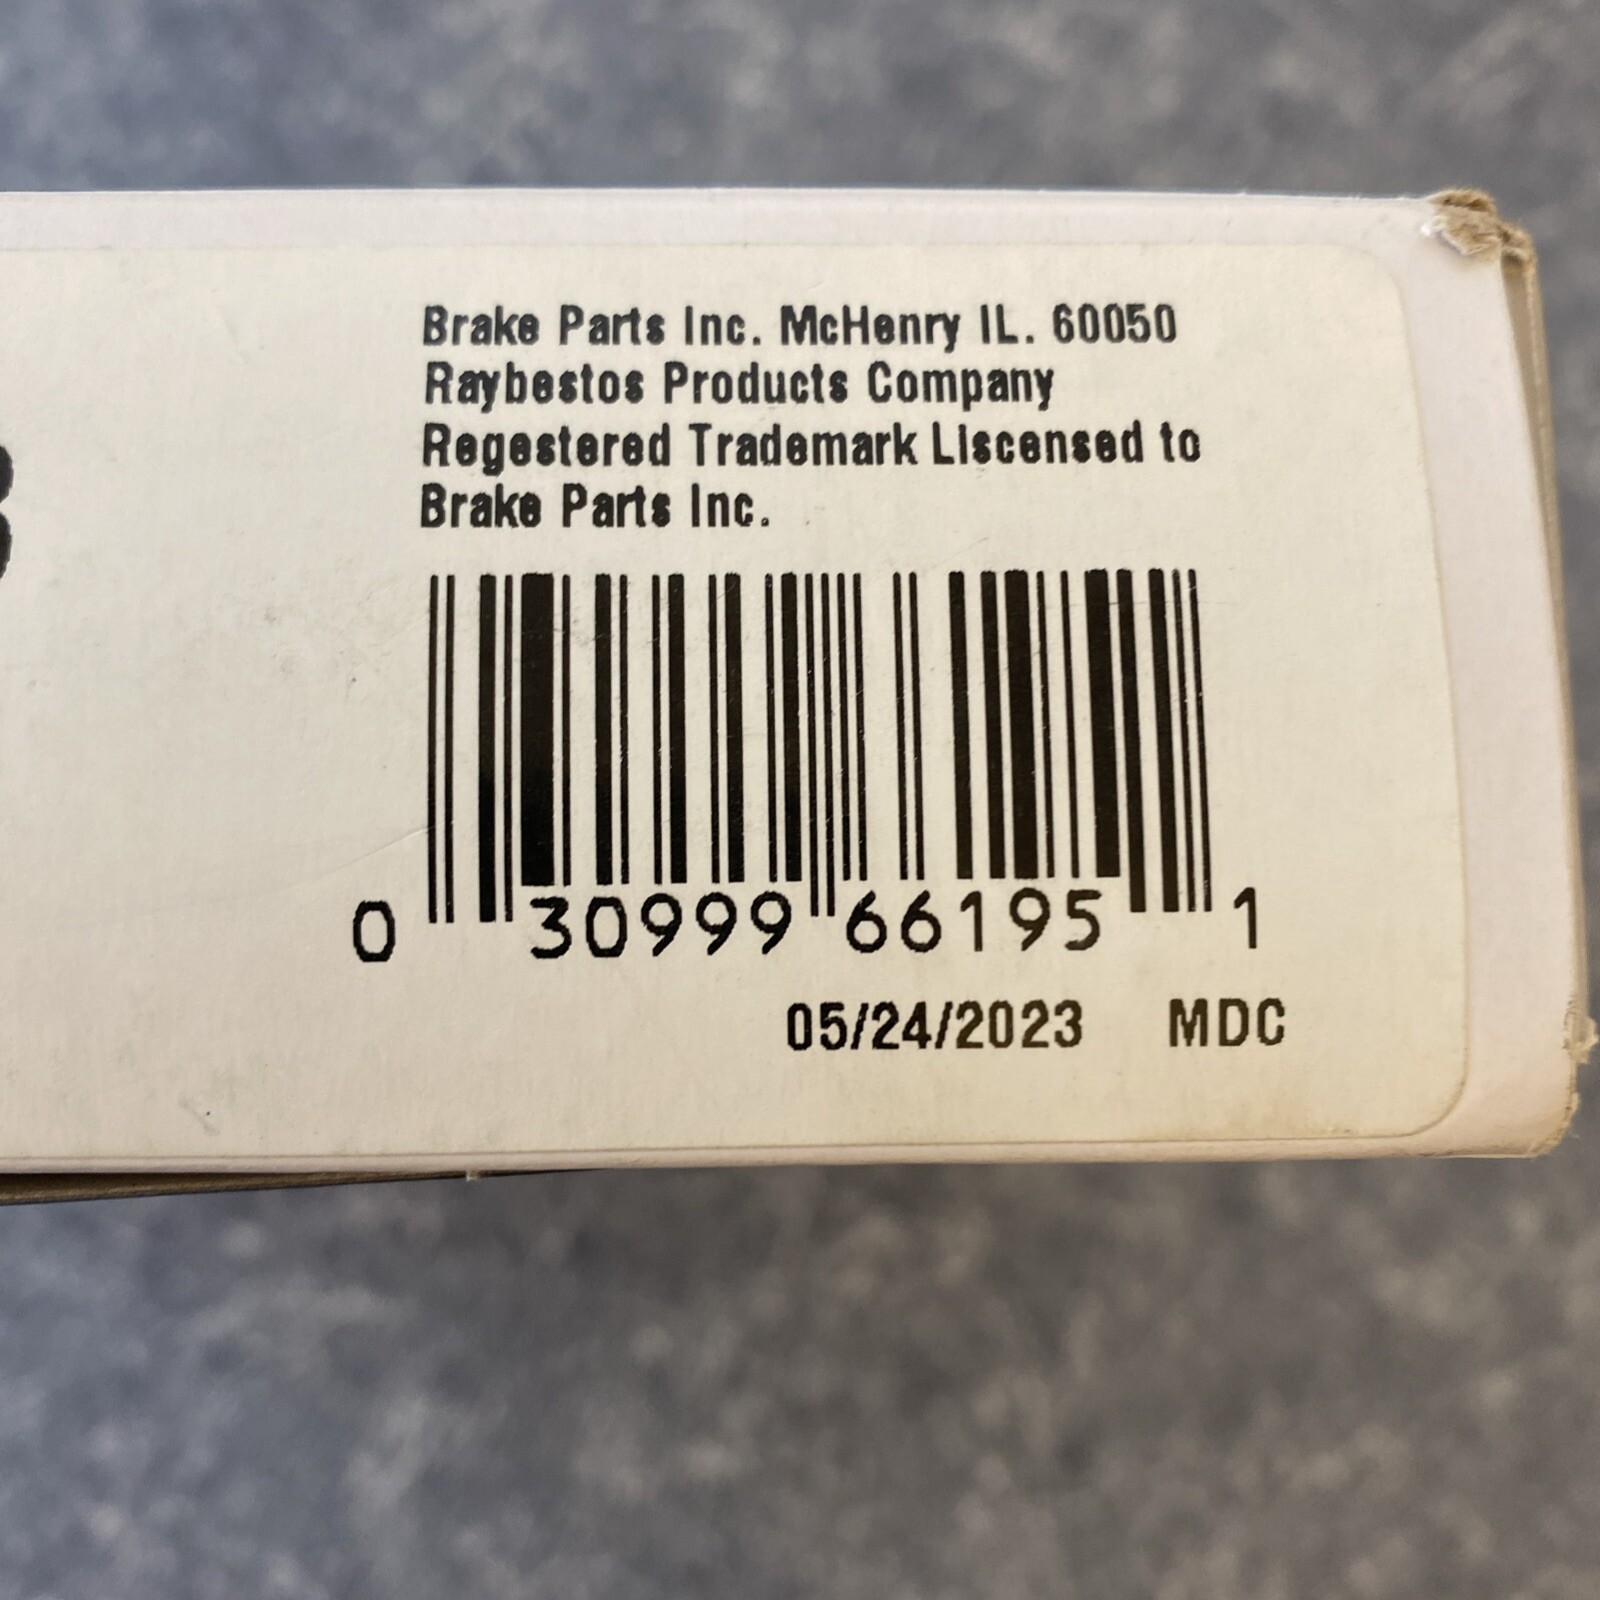 Brake Parts Inc. McHenry IL. 60050
Raybestos Products Company
Regestered Trademark Liscensed to
Brake Parts Inc.
0 30999 66195 1
05/24/2023 MDC